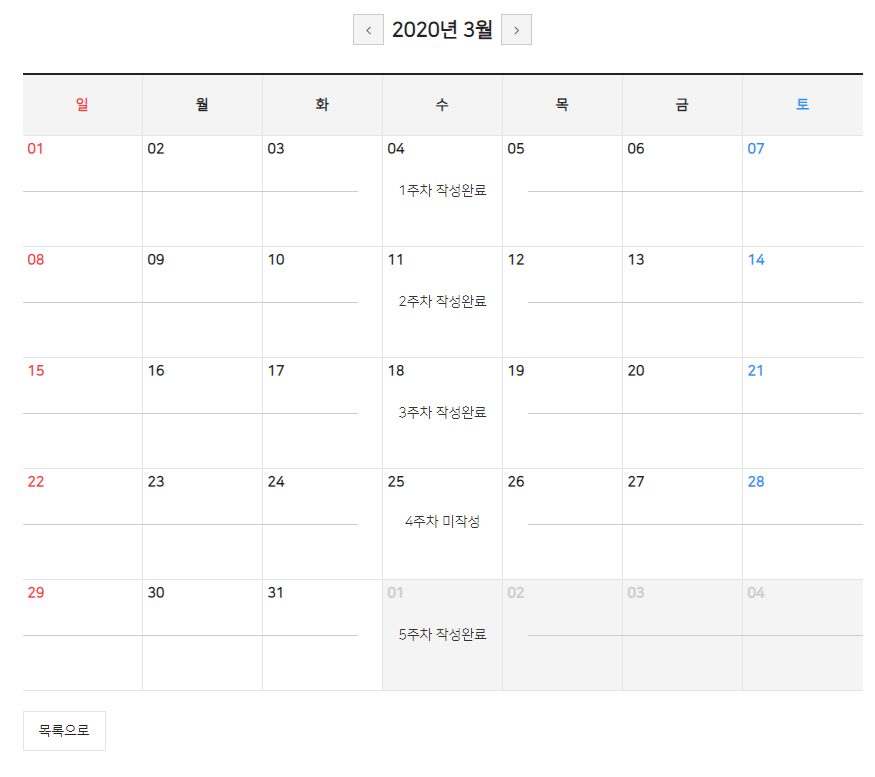 ‹ 2020년 3월 ›
일 월 화 수 목 금 토
01 02 03 04 05 06 07
1주차 작성완료
08 09 10 11 12 13 14
2주차 작성완료
15 16 17 18 19 20 21
3주차 작성완료
22 23 24 25 26 27 28
4주차 미작성
29 30 31 01 02 03 04
5주차 작성완료
목록으로